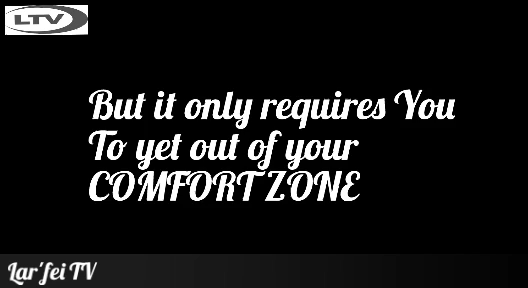 LTV
But it only requires You
To yet out of your
COMFORT ZONE
Lar'fei TV